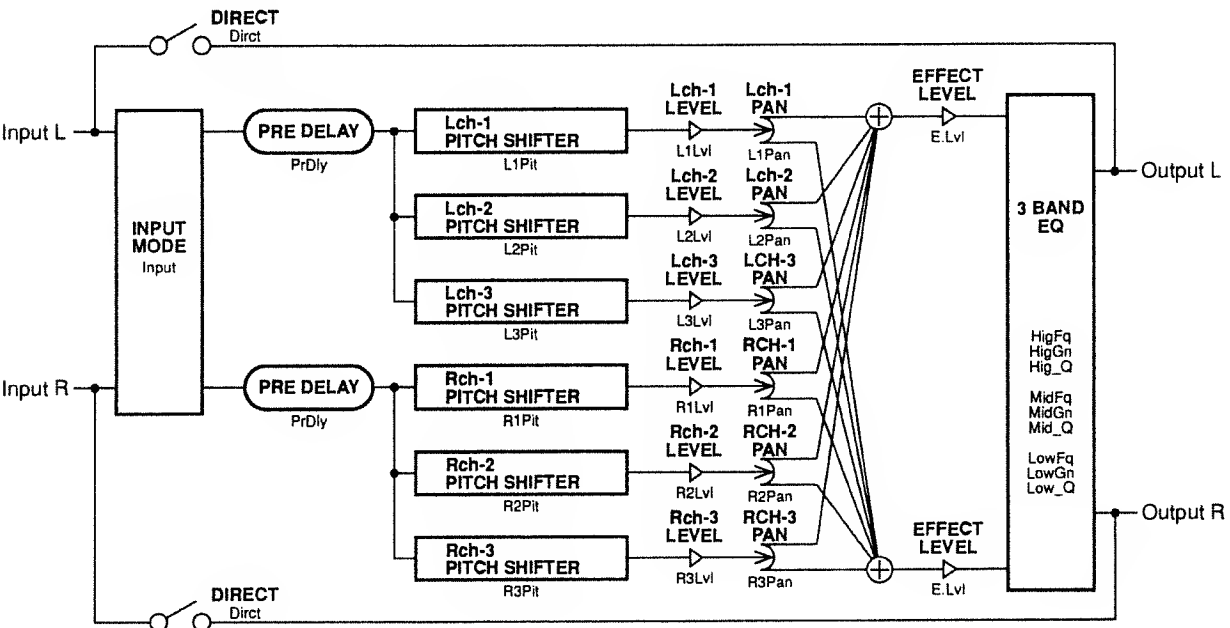 DIRECT
Dirct
Input L
INPUT
MODE
Input
PRE DELAY
PrDly
Lch-1
PITCH SHIFTER
L1Pit
Lch-1
LEVEL
L1Lvl
Lch-1
PAN
L1Pan
Lch-2
PITCH SHIFTER
L2Pit
Lch-2
LEVEL
L2Lvl
Lch-2
PAN
L2Pan
Lch-3
PITCH SHIFTER
L3Pit
Lch-3
LEVEL
L3Lvl
LCH-3
PAN
L3Pan
Input R
PRE DELAY
PrDly
Rch-1
PITCH SHIFTER
R1Pit
Rch-1
LEVEL
R1Lvl
RCH-1
PAN
R1Pan
Rch-2
PITCH SHIFTER
R2Pit
Rch-2
LEVEL
R2Lvl
RCH-2
PAN
R2Pan
Rch-3
PITCH SHIFTER
R3Pit
Rch-3
LEVEL
R3Lvl
RCH-3
PAN
R3Pan
EFFECT
LEVEL
E.Lvl
EFFECT
LEVEL
E.Lvl
3 BAND
EQ
HigFq
HigGn
Hig_Q
MidFq
MidGn
Mid_Q
LowFq
LowGn
Low_Q
Output L
Output R
DIRECT
Dirct